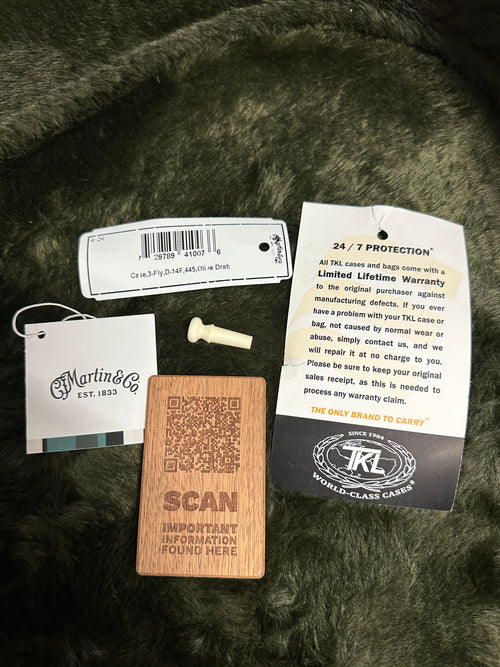 4.24
7 29789 41007 6
Case,3-Ply,D-14F,445,Olive Drab
CF Martin & Co.
EST. 1833
SCAN
IMPORTANT
INFORMATION
FOUND HERE
24 / 7 PROTECTION®
All TKL cases and bags come with a
Limited Lifetime Warranty
to the original purchaser against
manufacturing defects. If you ever
have a problem with your TKL case or
bag, not caused by normal wear or
abuse, simply contact us, and we
will repair it at no charge to you.
Please be sure to keep your original
sales receipt, as this is needed to
process any warranty claim.
THE ONLY BRAND TO CARRY®
SINCE 1984
TKL
WORLD-CLASS CASES®